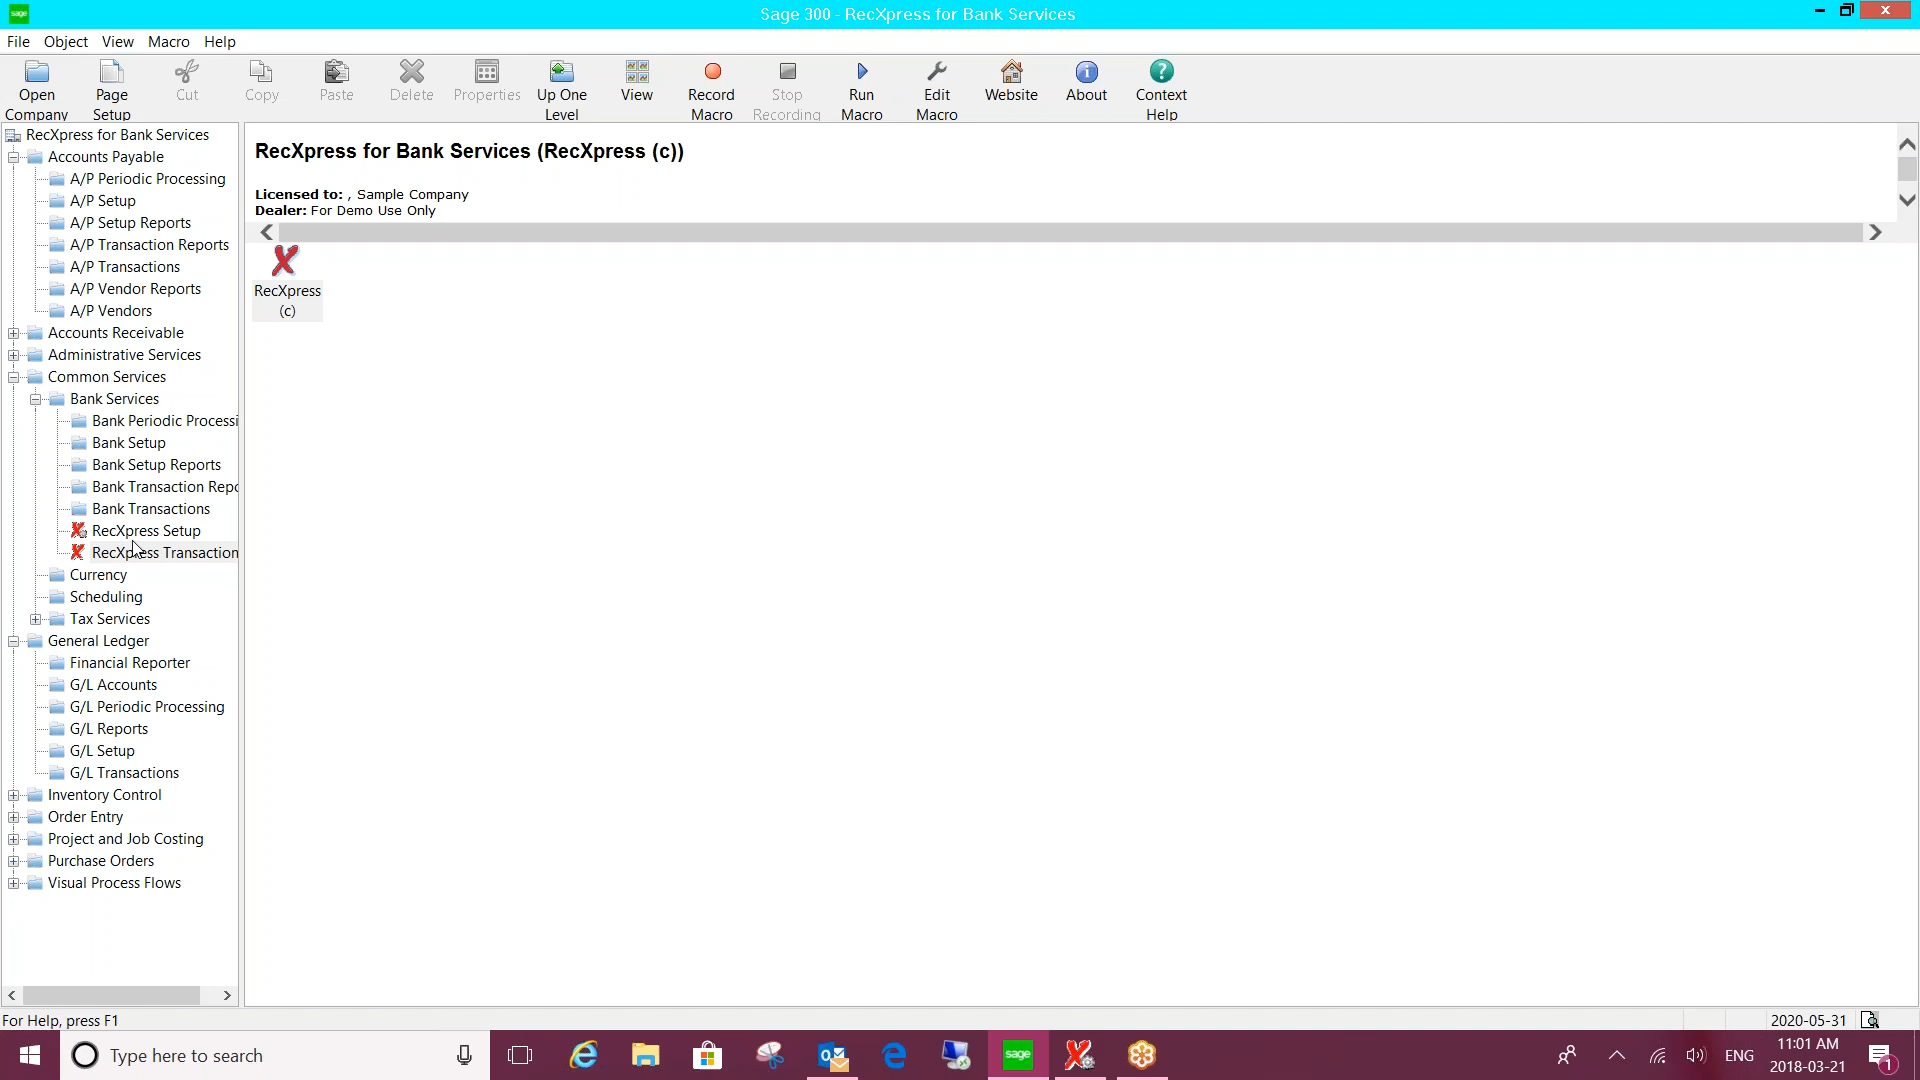 sage
Sage 300 - RecXpress for Bank Services
File Object View Macro Help
Open Company
Page Setup
Cut
Copy
Paste
Delete
Properties
Up One Level
View
Record Macro
Stop Recording
Run Macro
Edit Macro
Website
About
Context Help
RecXpress for Bank Services
Accounts Payable
A/P Periodic Processing
A/P Setup
A/P Setup Reports
A/P Transaction Reports
A/P Transactions
A/P Vendor Reports
A/P Vendors
Accounts Receivable
Administrative Services
Common Services
Bank Services
Bank Periodic Processi
Bank Setup
Bank Setup Reports
Bank Transaction Repo
Bank Transactions
RecXpress Setup
RecXpress Transaction
Currency
Scheduling
Tax Services
General Ledger
Financial Reporter
G/L Accounts
G/L Periodic Processing
G/L Reports
G/L Setup
G/L Transactions
Inventory Control
Order Entry
Project and Job Costing
Purchase Orders
Visual Process Flows
RecXpress for Bank Services (RecXpress (c))
Licensed to: , Sample Company
Dealer: For Demo Use Only
RecXpress
(c)
For Help, press F1
2020-05-31
Type here to search
sage
ENG
11:01 AM
2018-03-21
1